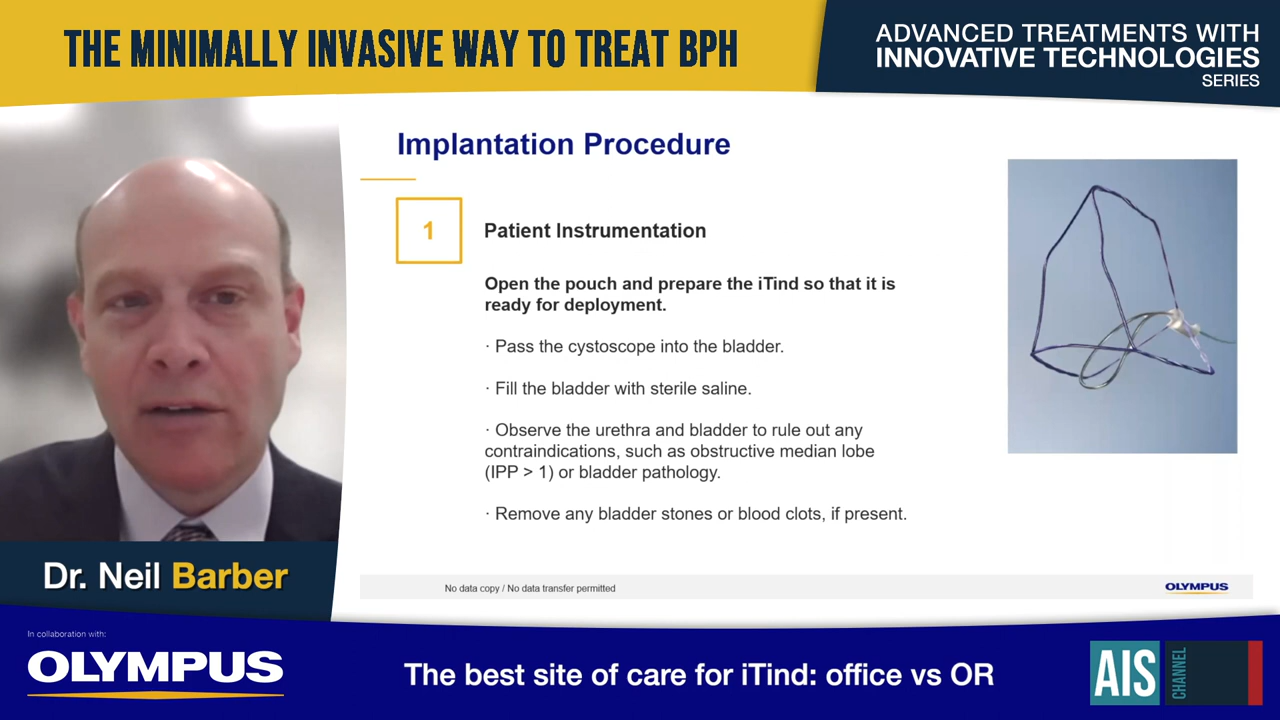 THE MINIMALLY INVASIVE WAY TO TREAT BPH
ADVANCED TREATMENTS WITH
INNOVATIVE TECHNOLOGIES
SERIES
Implantation Procedure
1
Patient Instrumentation
Open the pouch and prepare the iTind so that it is
ready for deployment.
· Pass the cystoscope into the bladder.
· Fill the bladder with sterile saline.
· Observe the urethra and bladder to rule out any
contraindications, such as obstructive median lobe
(IPP > 1) or bladder pathology.
· Remove any bladder stones or blood clots, if present.
No data copy / No data transfer permitted
OLYMPUS
Dr. Neil Barber
In collaboration with:
OLYMPUS
The best site of care for iTind: office vs OR
AIS
CHANNEL